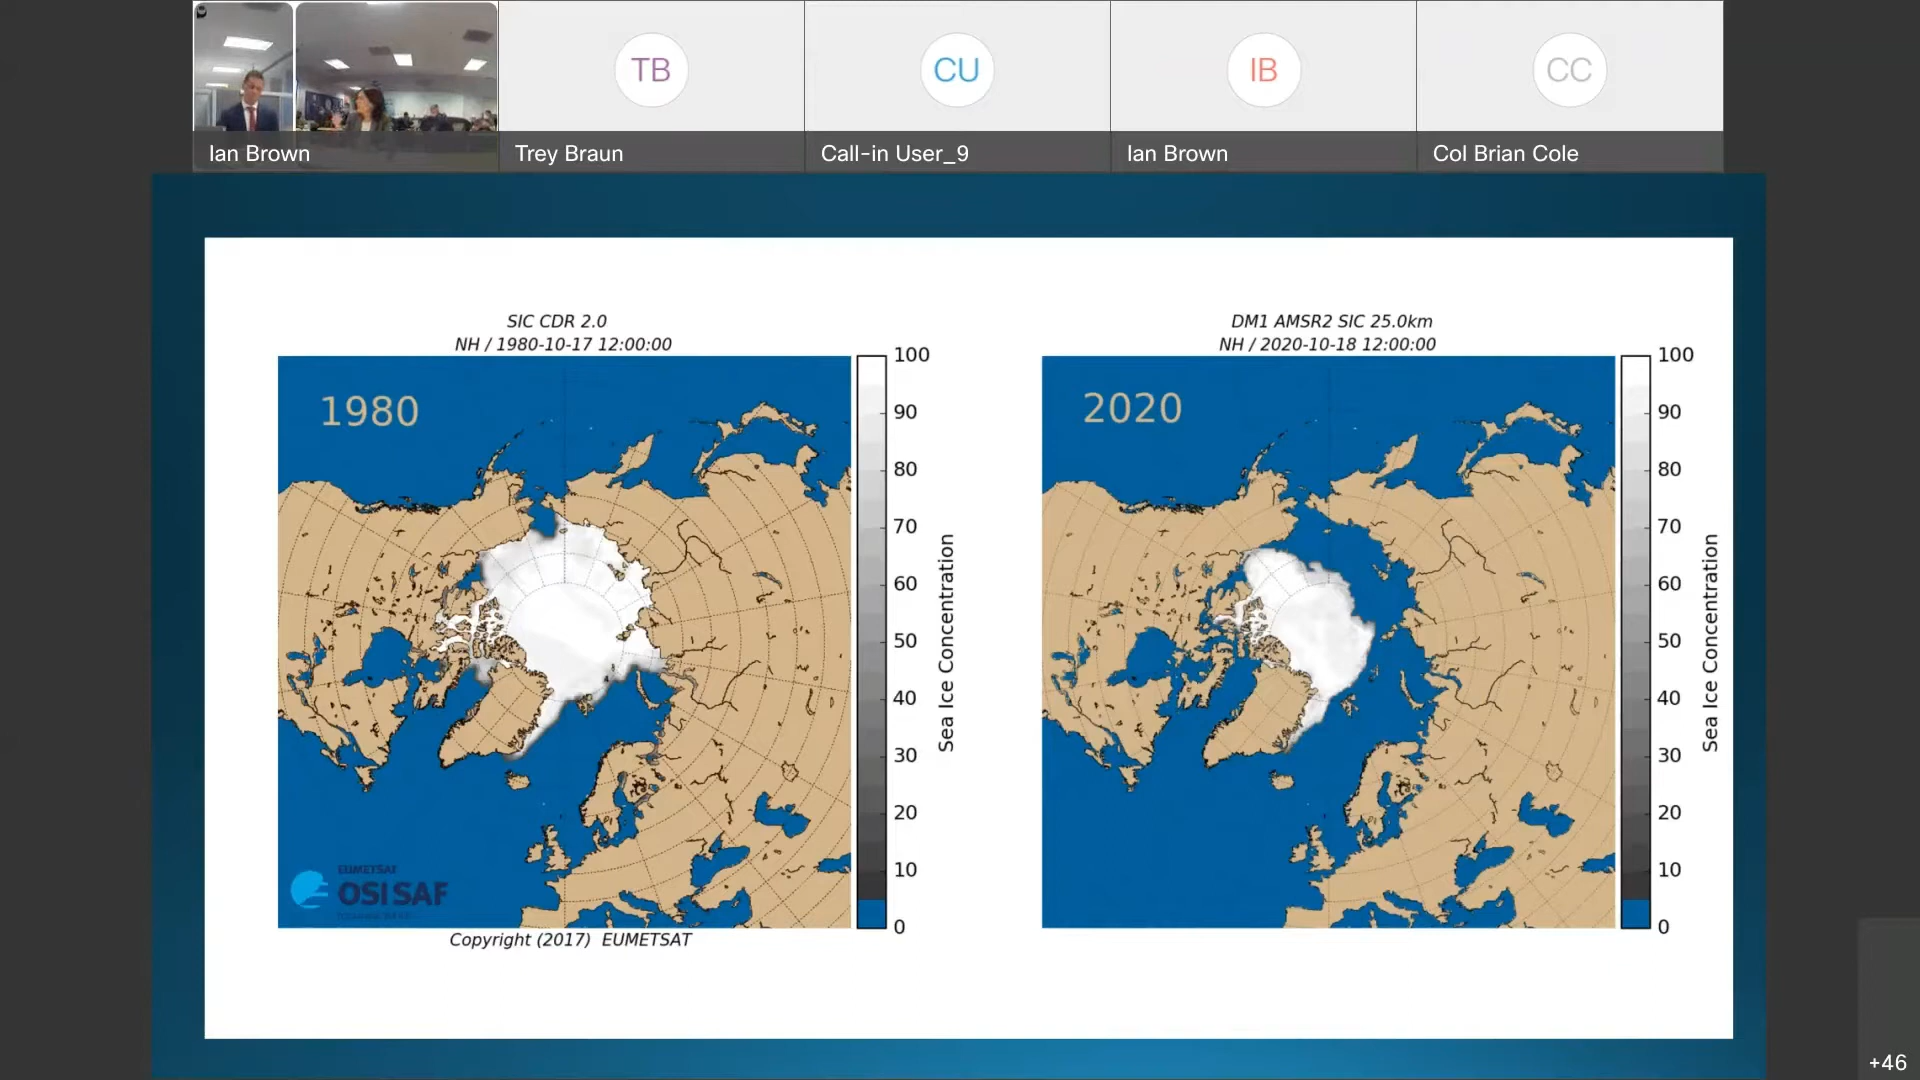 TB
CU
IB
CC
Ian Brown
Trey Braun
Call-in User_9
Ian Brown
Col Brian Cole
SIC CDR 2.0
NH / 1980-10-17 12:00:00
1980
100
90
80
70
60
50
40
30
20
10
0
Sea Ice Concentration
EUMETSAT
OSI SAF
Copyright (2017) EUMETSAT
DM1 AMSR2 SIC 25.0km
NH / 2020-10-18 12:00:00
2020
100
90
80
70
60
50
40
30
20
10
0
Sea Ice Concentration
+46